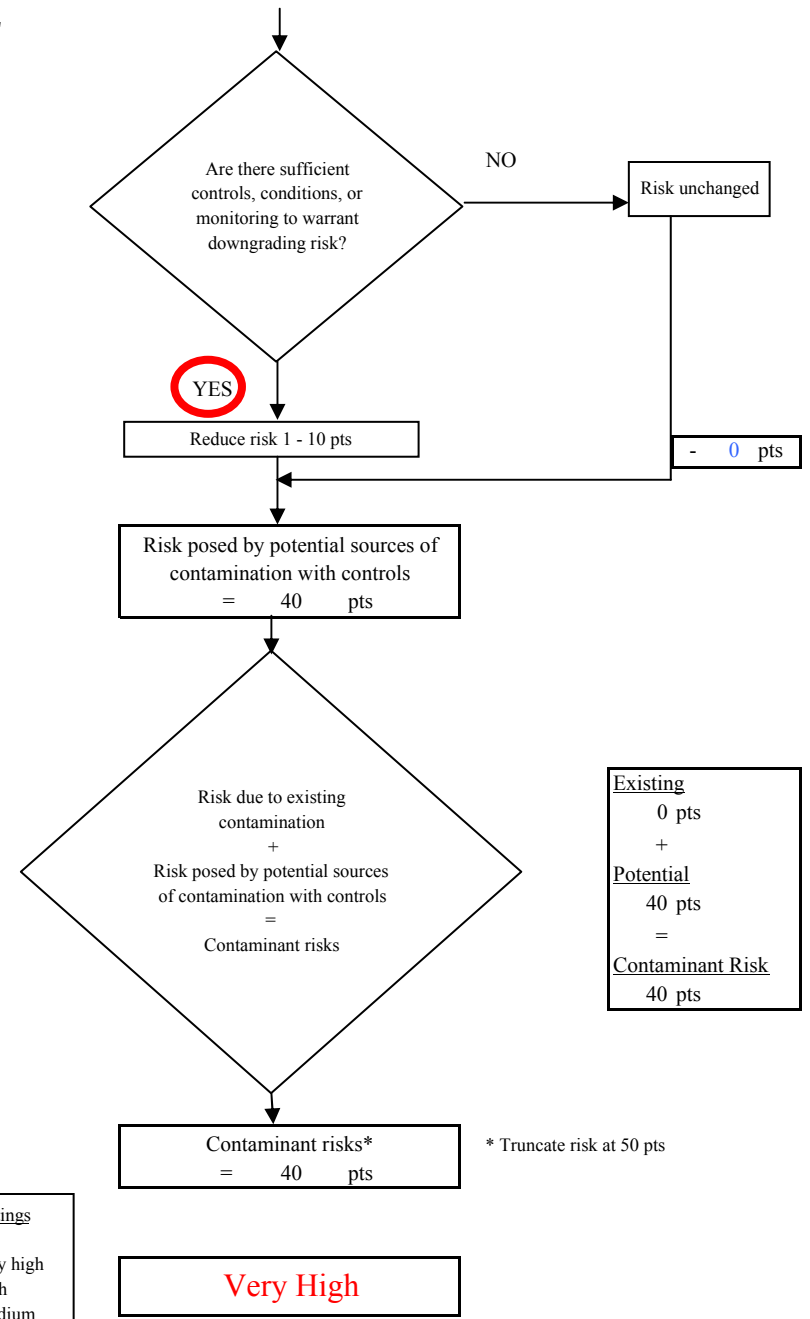 Are there sufficient
controls, conditions, or
monitoring to warrant
downgrading risk?
NO
Risk unchanged
YES
Reduce risk 1 - 10 pts
- 0 pts
Risk posed by potential sources of
contamination with controls
= 40 pts
Risk due to existing
contamination
+
Risk posed by potential sources
of contamination with controls
=
Contaminant risks
Existing
0 pts
+
Potential
40 pts
=
Contaminant Risk
40 pts
Contaminant risks*
= 40 pts
* Truncate risk at 50 pts
Very High